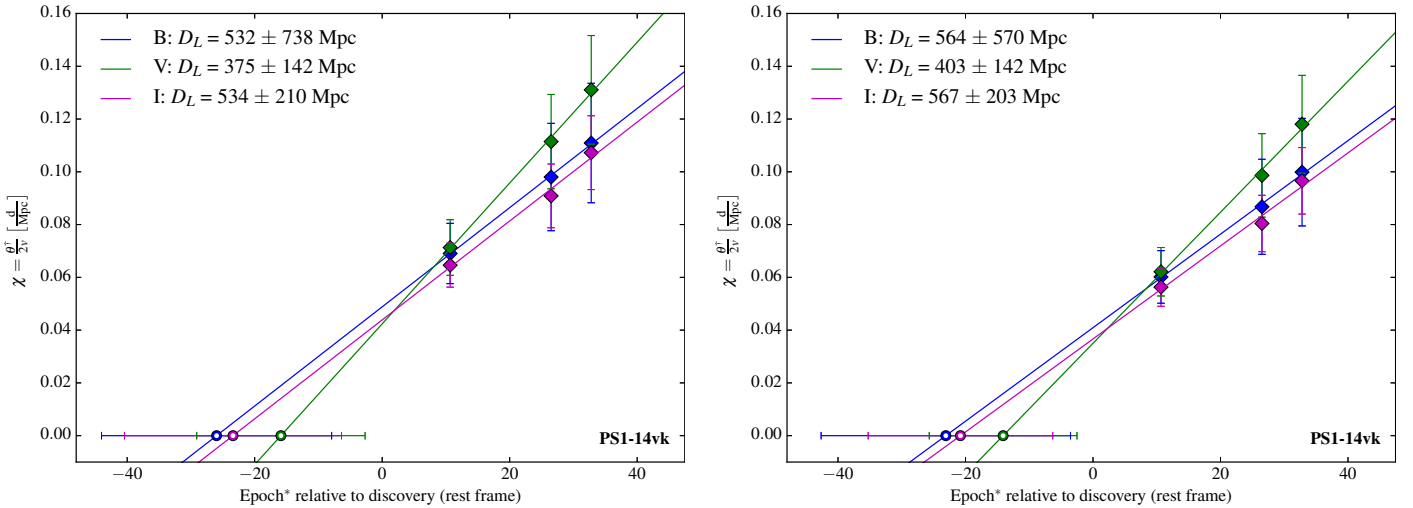 0.16
0.14
0.12
0.10
0.08
0.06
0.04
0.02
0.00
χ = θ†/2v [d/Mpc]
B: D_L = 532 ± 738 Mpc
V: D_L = 375 ± 142 Mpc
I: D_L = 534 ± 210 Mpc
PS1-14vk
−40 −20 0 20 40
Epoch* relative to discovery (rest frame)
0.16
0.14
0.12
0.10
0.08
0.06
0.04
0.02
0.00
χ = θ†/2v [d/Mpc]
B: D_L = 564 ± 570 Mpc
V: D_L = 403 ± 142 Mpc
I: D_L = 567 ± 203 Mpc
PS1-14vk
−40 −20 0 20 40
Epoch* relative to discovery (rest frame)